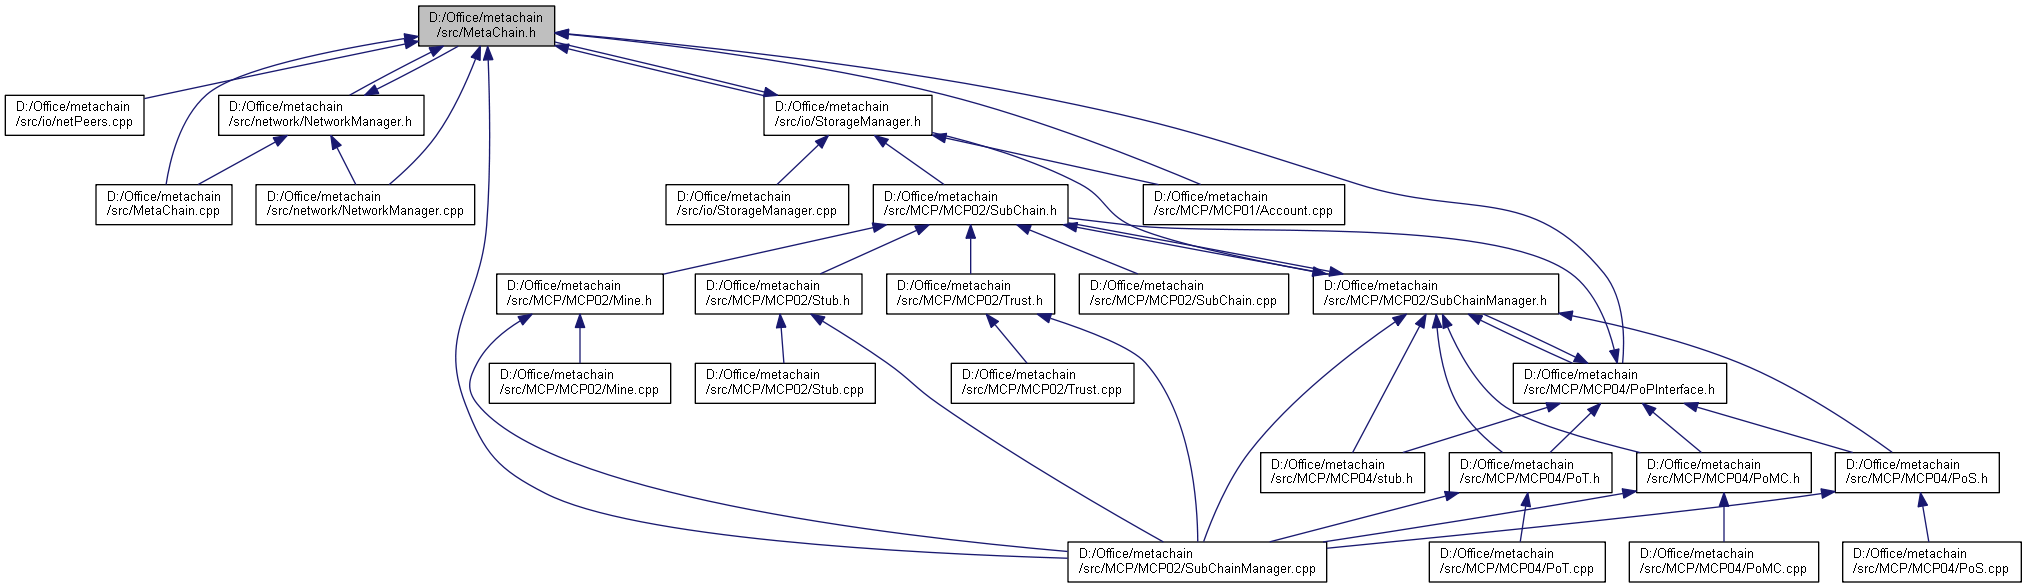 D:/Office/metachain
/src/MetaChain.h
D:/Office/metachain
/src/io/netPeers.cpp
D:/Office/metachain
/src/network/NetworkManager.h
D:/Office/metachain
/src/io/StorageManager.h
D:/Office/metachain
/src/MetaChain.cpp
D:/Office/metachain
/src/network/NetworkManager.cpp
D:/Office/metachain
/src/io/StorageManager.cpp
D:/Office/metachain
/src/MCP/MCP02/SubChain.h
D:/Office/metachain
/src/MCP/MCP01/Account.cpp
D:/Office/metachain
/src/MCP/MCP02/Mine.h
D:/Office/metachain
/src/MCP/MCP02/Stub.h
D:/Office/metachain
/src/MCP/MCP02/Trust.h
D:/Office/metachain
/src/MCP/MCP02/SubChain.cpp
D:/Office/metachain
/src/MCP/MCP02/SubChainManager.h
D:/Office/metachain
/src/MCP/MCP02/Mine.cpp
D:/Office/metachain
/src/MCP/MCP02/Stub.cpp
D:/Office/metachain
/src/MCP/MCP02/Trust.cpp
D:/Office/metachain
/src/MCP/MCP04/PoPInterface.h
D:/Office/metachain
/src/MCP/MCP04/stub.h
D:/Office/metachain
/src/MCP/MCP04/PoT.h
D:/Office/metachain
/src/MCP/MCP04/PoMC.h
D:/Office/metachain
/src/MCP/MCP04/PoS.h
D:/Office/metachain
/src/MCP/MCP02/SubChainManager.cpp
D:/Office/metachain
/src/MCP/MCP04/PoT.cpp
D:/Office/metachain
/src/MCP/MCP04/PoMC.cpp
D:/Office/metachain
/src/MCP/MCP04/PoS.cpp